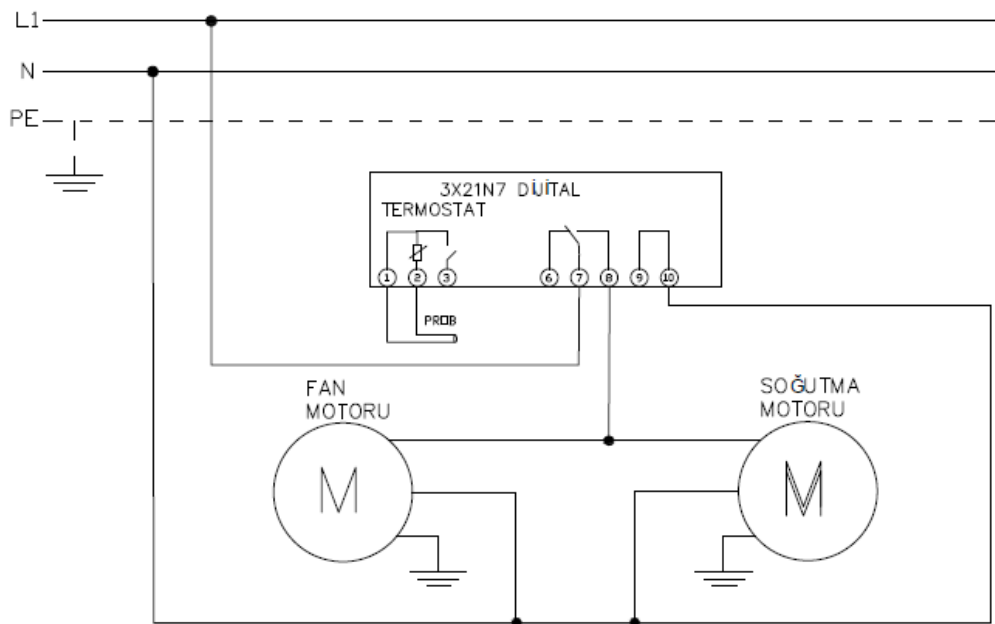 L1
N
PE
3X21N7 DİJİTAL
TERMOSTAT
1 2 3 6 7 8 9 10
PROB
FAN
MOTORU
SOĞUTMA
MOTORU
M
M